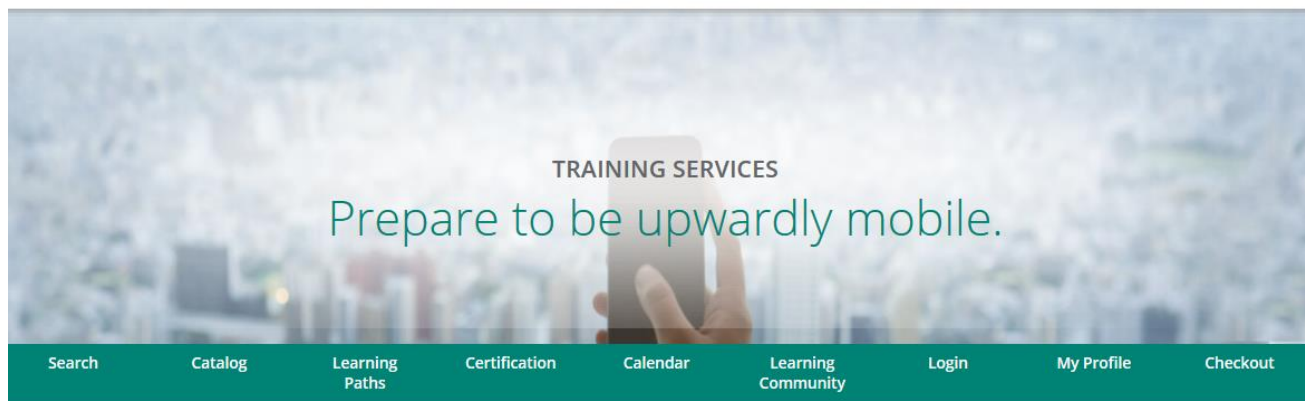 TRAINING SERVICES
Prepare to be upwardly mobile.
Search
Catalog
Learning
Paths
Certification
Calendar
Learning
Community
Login
My Profile
Checkout